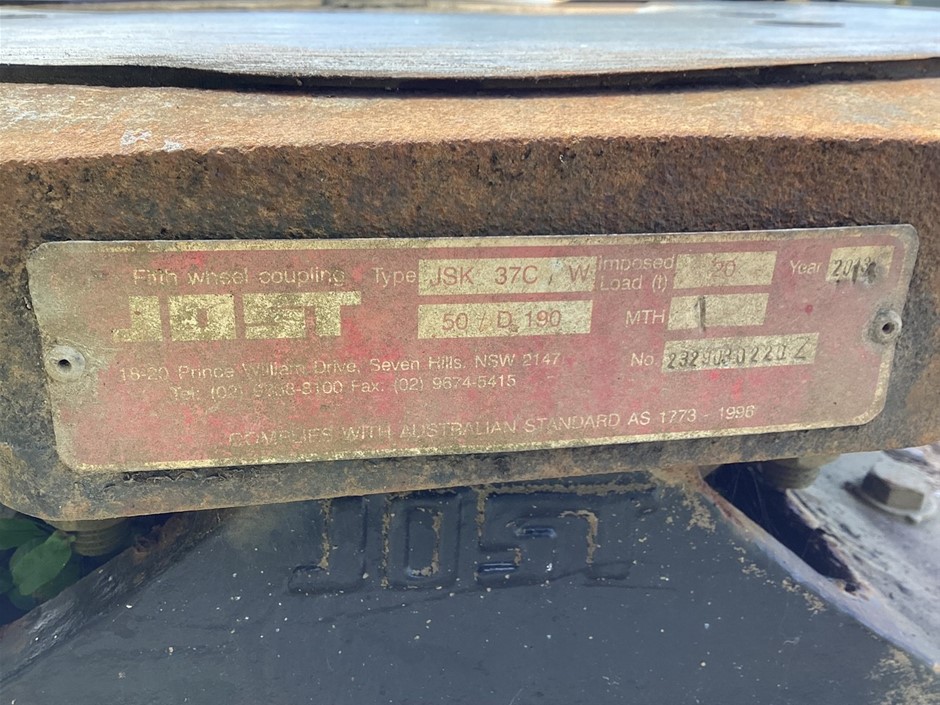 Fifth wheel coupling Type JSK 37C / W Imposed Load (t) 20 Year
JOST 50 / D 190 MTH 1
18-20 Prince William Drive, Seven Hills, NSW 2147 No.
Tel: (02) Fax: (02) 9674-5415
COMPLIES WITH AUSTRALIAN STANDARD AS 1773 - 1996
JOST